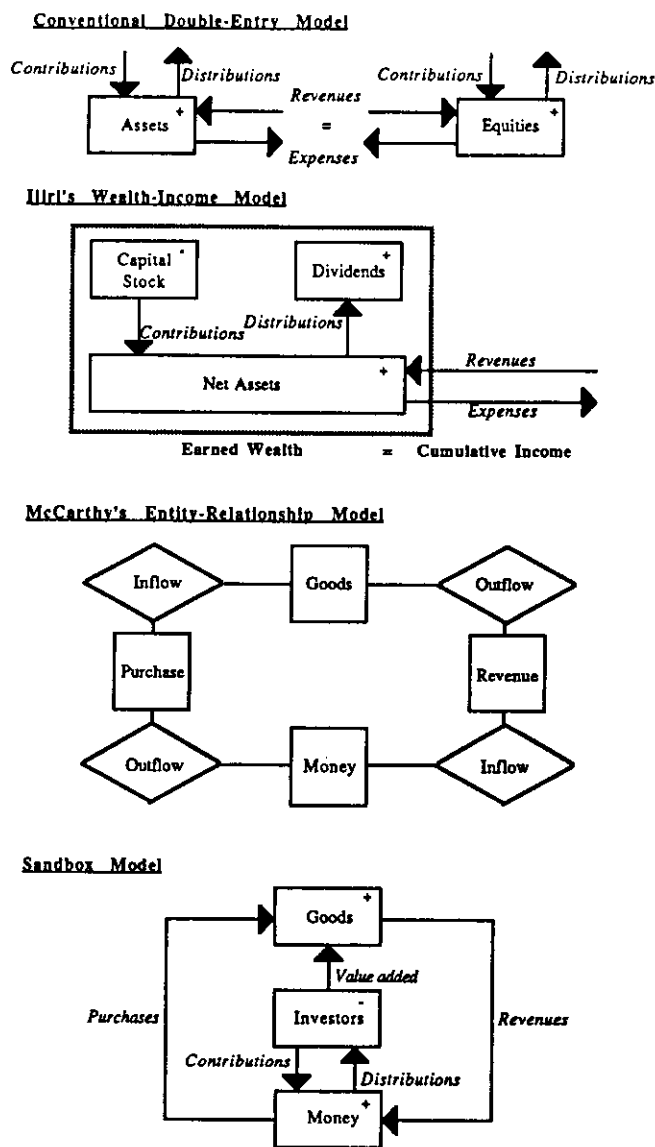 Conventional Double-Entry Model
Contributions Distributions Contributions Distributions
+ Revenues +
Assets = Equities
Expenses
Ijiri's Wealth-Income Model
Capital - Dividends +
Stock
Contributions Distributions
Net Assets + Revenues
Expenses
Earned Wealth = Cumulative Income
McCarthy's Entity-Relationship Model
Inflow Goods Outflow
Purchase Revenue
Outflow Money Inflow
Sandbox Model
Goods +
Value added
Purchases Investors - Revenues
Contributions Distributions
Money +